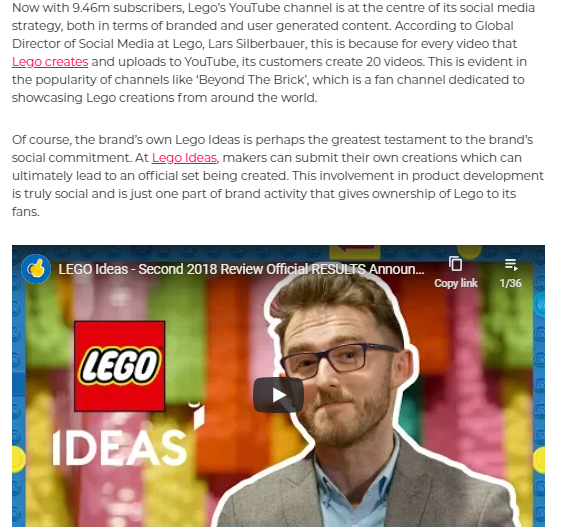 Now with 9.46m subscribers, Lego's YouTube channel is at the centre of its social media
strategy, both in terms of branded and user generated content. According to Global
Director of Social Media at Lego, Lars Silberbauer, this is because for every video that
Lego creates and uploads to YouTube, its customers create 20 videos. This is evident in
the popularity of channels like ‘Beyond The Brick’, which is a fan channel dedicated to
showcasing Lego creations from around the world.
Of course, the brand’s own Lego Ideas is perhaps the greatest testament to the brand’s
social commitment. At Lego Ideas, makers can submit their own creations which can
ultimately lead to an official set being created. This involvement in product development
is truly social and is just one part of brand activity that gives ownership of Lego to its
fans.
LEGO Ideas - Second 2018 Review Official RESULTS Announ...
Copy link
1/36
LEGO
IDEAS